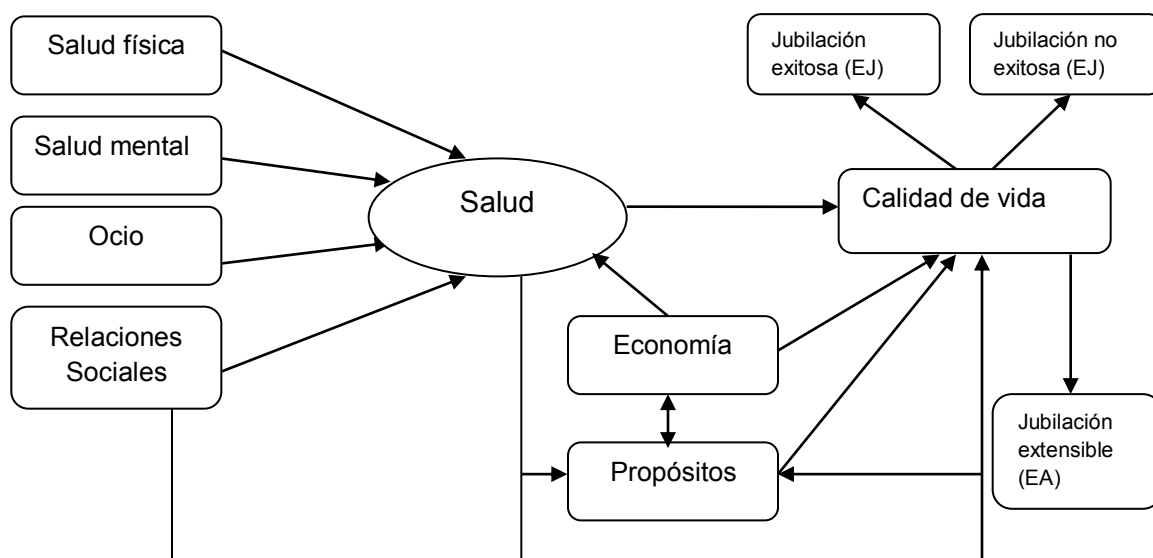 Salud física
Salud mental
Ocio
Relaciones
Sociales
Salud
Economía
Propósitos
Jubilación
exitosa (EJ)
Jubilación no
exitosa (EJ)
Calidad de vida
Jubilación
extensible
(EA)